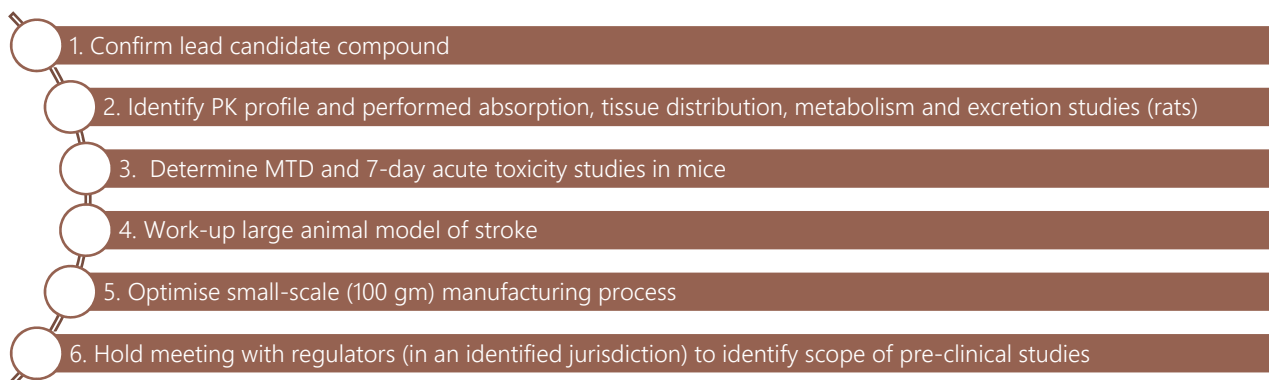 1. Confirm lead candidate compound
2. Identify PK profile and performed absorption, tissue distribution, metabolism and excretion studies (rats)
3. Determine MTD and 7-day acute toxicity studies in mice
4. Work-up large animal model of stroke
5. Optimise small-scale (100 gm) manufacturing process
6. Hold meeting with regulators (in an identified jurisdiction) to identify scope of pre-clinical studies